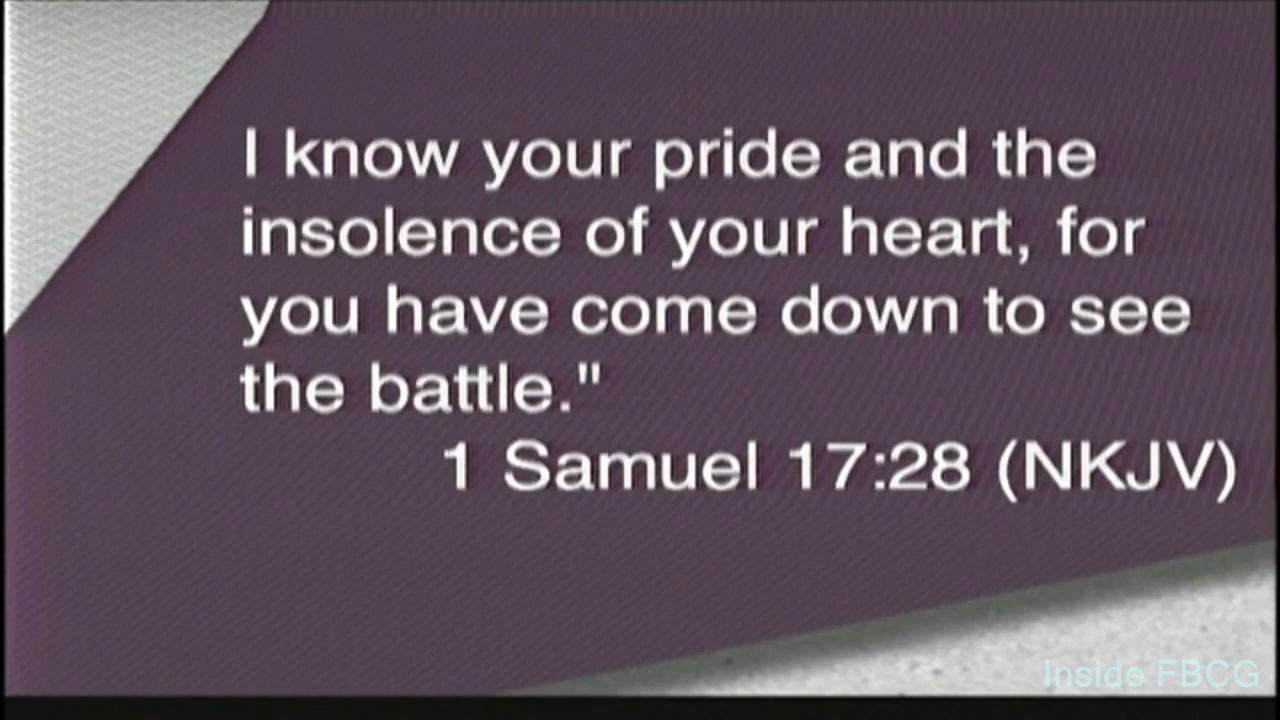 I know your pride and the
insolence of your heart, for
you have come down to see
the battle."
1 Samuel 17:28 (NKJV)
Inside FBCG